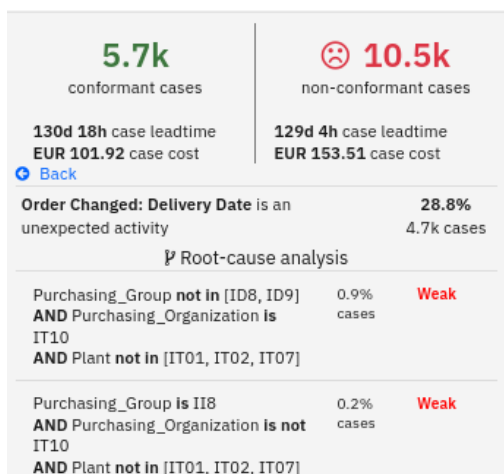 5.7k
conformant cases
10.5k
non-conformant cases
130d 18h case leadtime
EUR 101.92 case cost
129d 4h case leadtime
EUR 153.51 case cost
Back
Order Changed: Delivery Date is an
unexpected activity
28.8%
4.7k cases
Root-cause analysis
Purchasing_Group not in [ID8, ID9]
AND Purchasing_Organization is
IT10
AND Plant not in [IT01, IT02, IT07]
0.9%
cases
Weak
Purchasing_Group is II8
AND Purchasing_Organization is not
IT10
AND Plant not in [IT01, IT02, IT07]
0.2%
cases
Weak